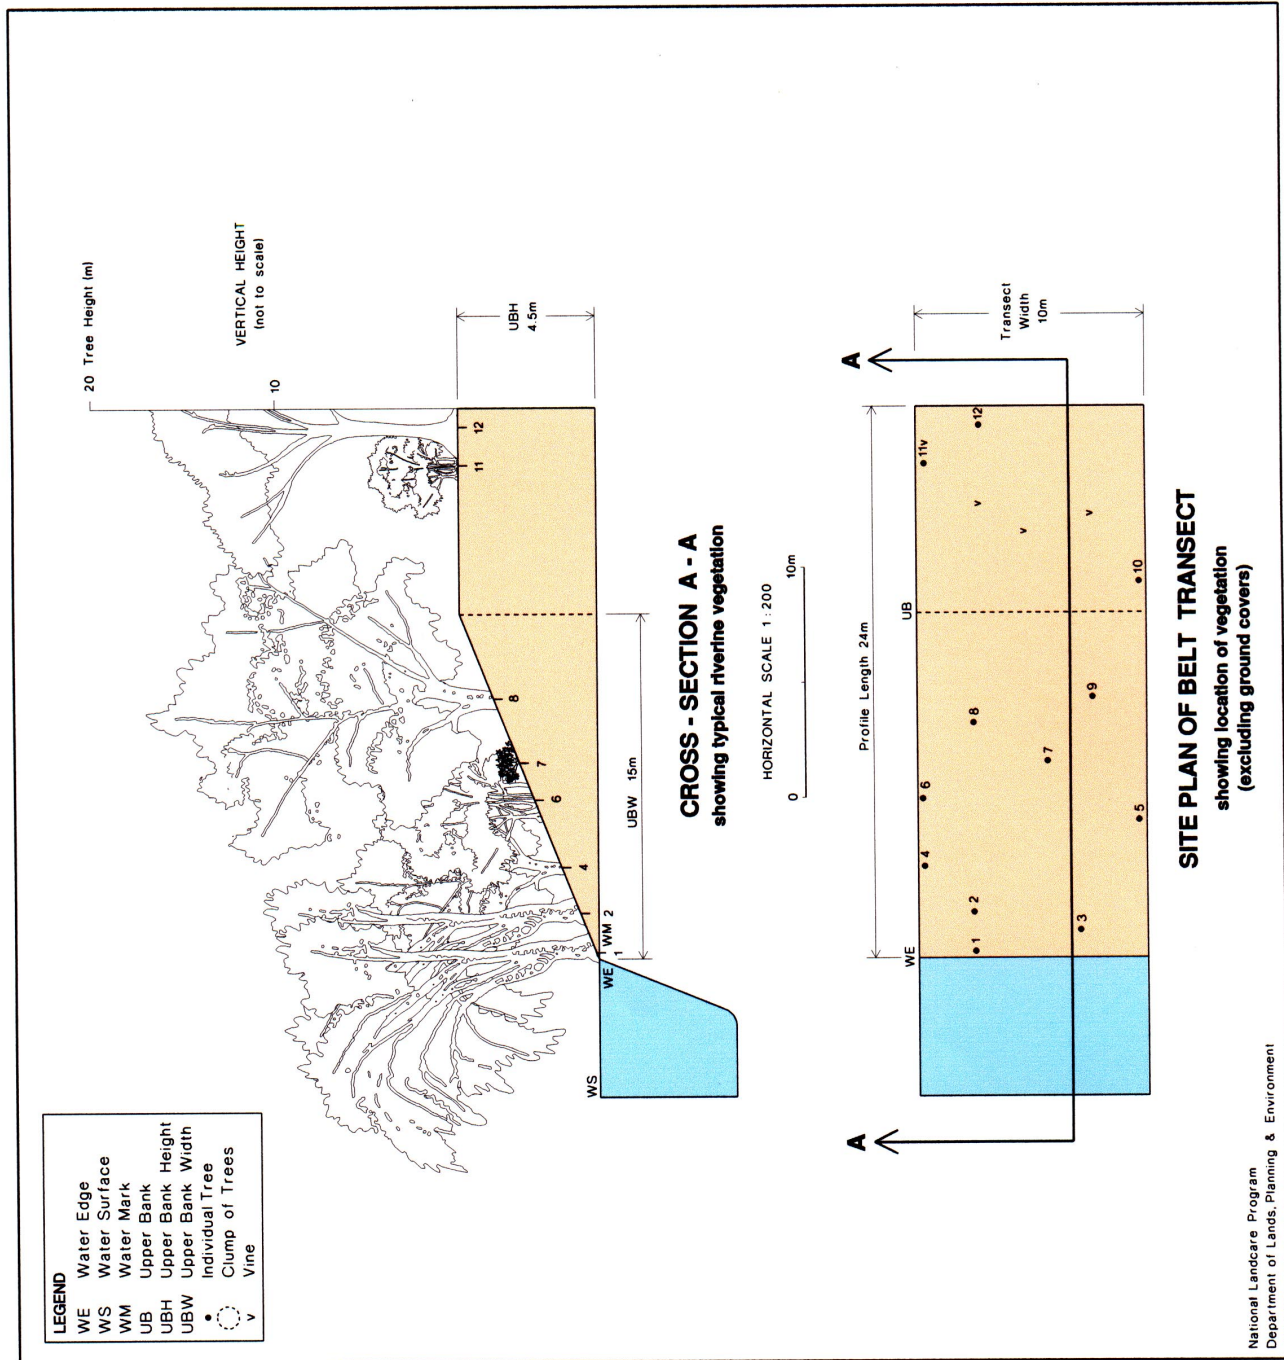 LEGEND
WE Water Edge
WS Water Surface
WM Water Mark
UB Upper Bank
UBH Upper Bank Height
UBW Upper Bank Width
• Individual Tree
Clump of Trees
v Vine
20 Tree Height (m)
10
VERTICAL HEIGHT
(not to scale)
UBH
4.5m
WS
WE
1
WM 2
4
6
7
8
11
12
UBW 15m
CROSS - SECTION A - A
showing typical riverine vegetation
HORIZONTAL SCALE 1 : 200
0
10m
Profile Length 24m
A
A
WE
UB
1
2
3
4
5
6
7
8
9
10
11v
12
v
v
v
Transect
Width
10m
SITE PLAN OF BELT TRANSECT
showing location of vegetation
(excluding ground covers)
National Landcare Program
Department of Lands, Planning & Environment